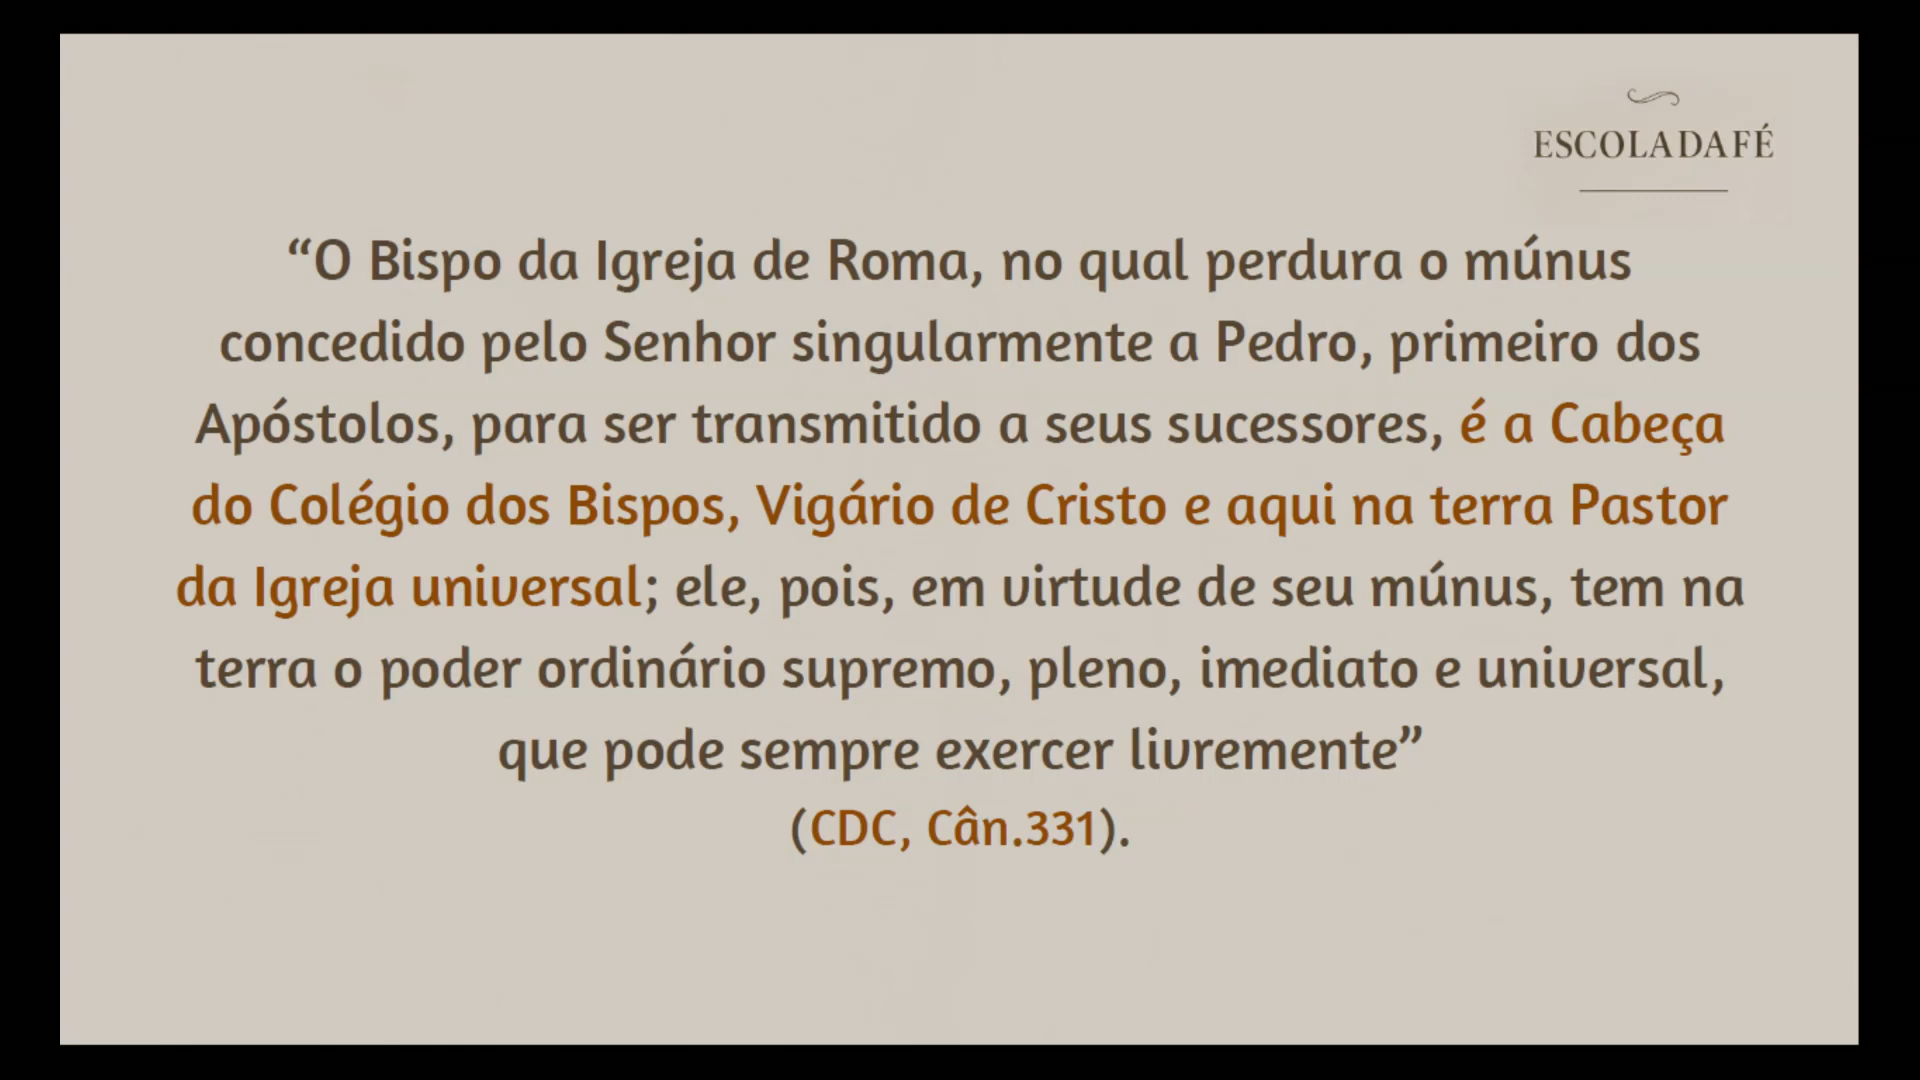 ESCOLA DA FÉ
“O Bispo da Igreja de Roma, no qual perdura o múnus
concedido pelo Senhor singularmente a Pedro, primeiro dos
Apóstolos, para ser transmitido a seus sucessores, é a Cabeça
do Colégio dos Bispos, Vigário de Cristo e aqui na terra Pastor
da Igreja universal; ele, pois, em virtude de seu múnus, tem na
terra o poder ordinário supremo, pleno, imediato e universal,
que pode sempre exercer livremente”
(CDC, Cân.331).